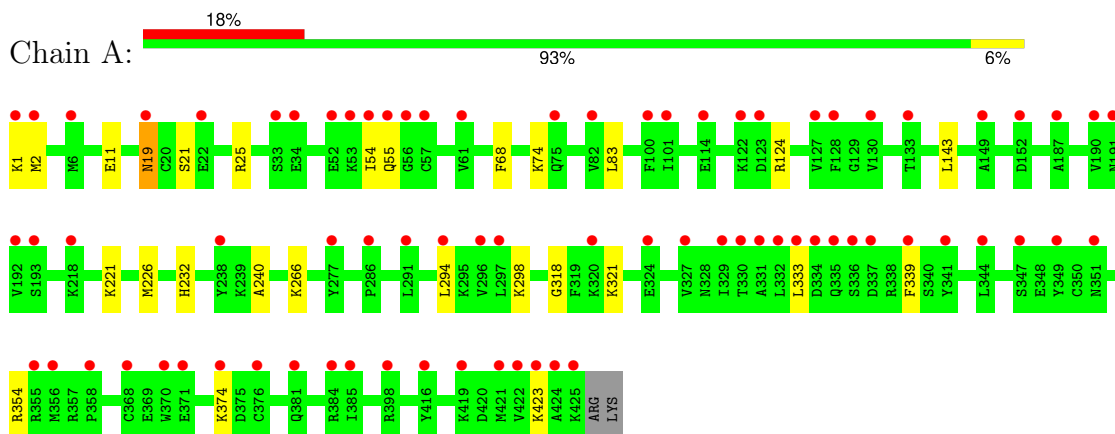 18%
Chain A:
93% 6%
K1 M2 M6 E11 N19 C20 S21 E22 R25 S33 E34 E52 K53 I54 Q55 G56 C57 V61 F68 K74 Q75 V82 L83 F100 I101 E114 K122 D123 R124 V127 F128 G129 V130 T133 L143 A149 D152 A187 V190 N191
V192 S193 K218 K221 M226 H232 Y238 K239 A240 K266 Y277 P286 L291 L294 K295 V296 L297 K298 G318 F319 K320 K321 E324 V327 N328 I329 T330 A331 L332 L333 D334 Q335 S336 D337 R338 F339 S340 Y341 L344 S347 E348 Y349 C350 N351
R354 R355 M356 R357 P358 C368 E369 W370 E371 K374 D375 C376 Q381 R384 I385 R398 Y416 K419 D420 M421 V422 K423 A424 K425 ARG LYS